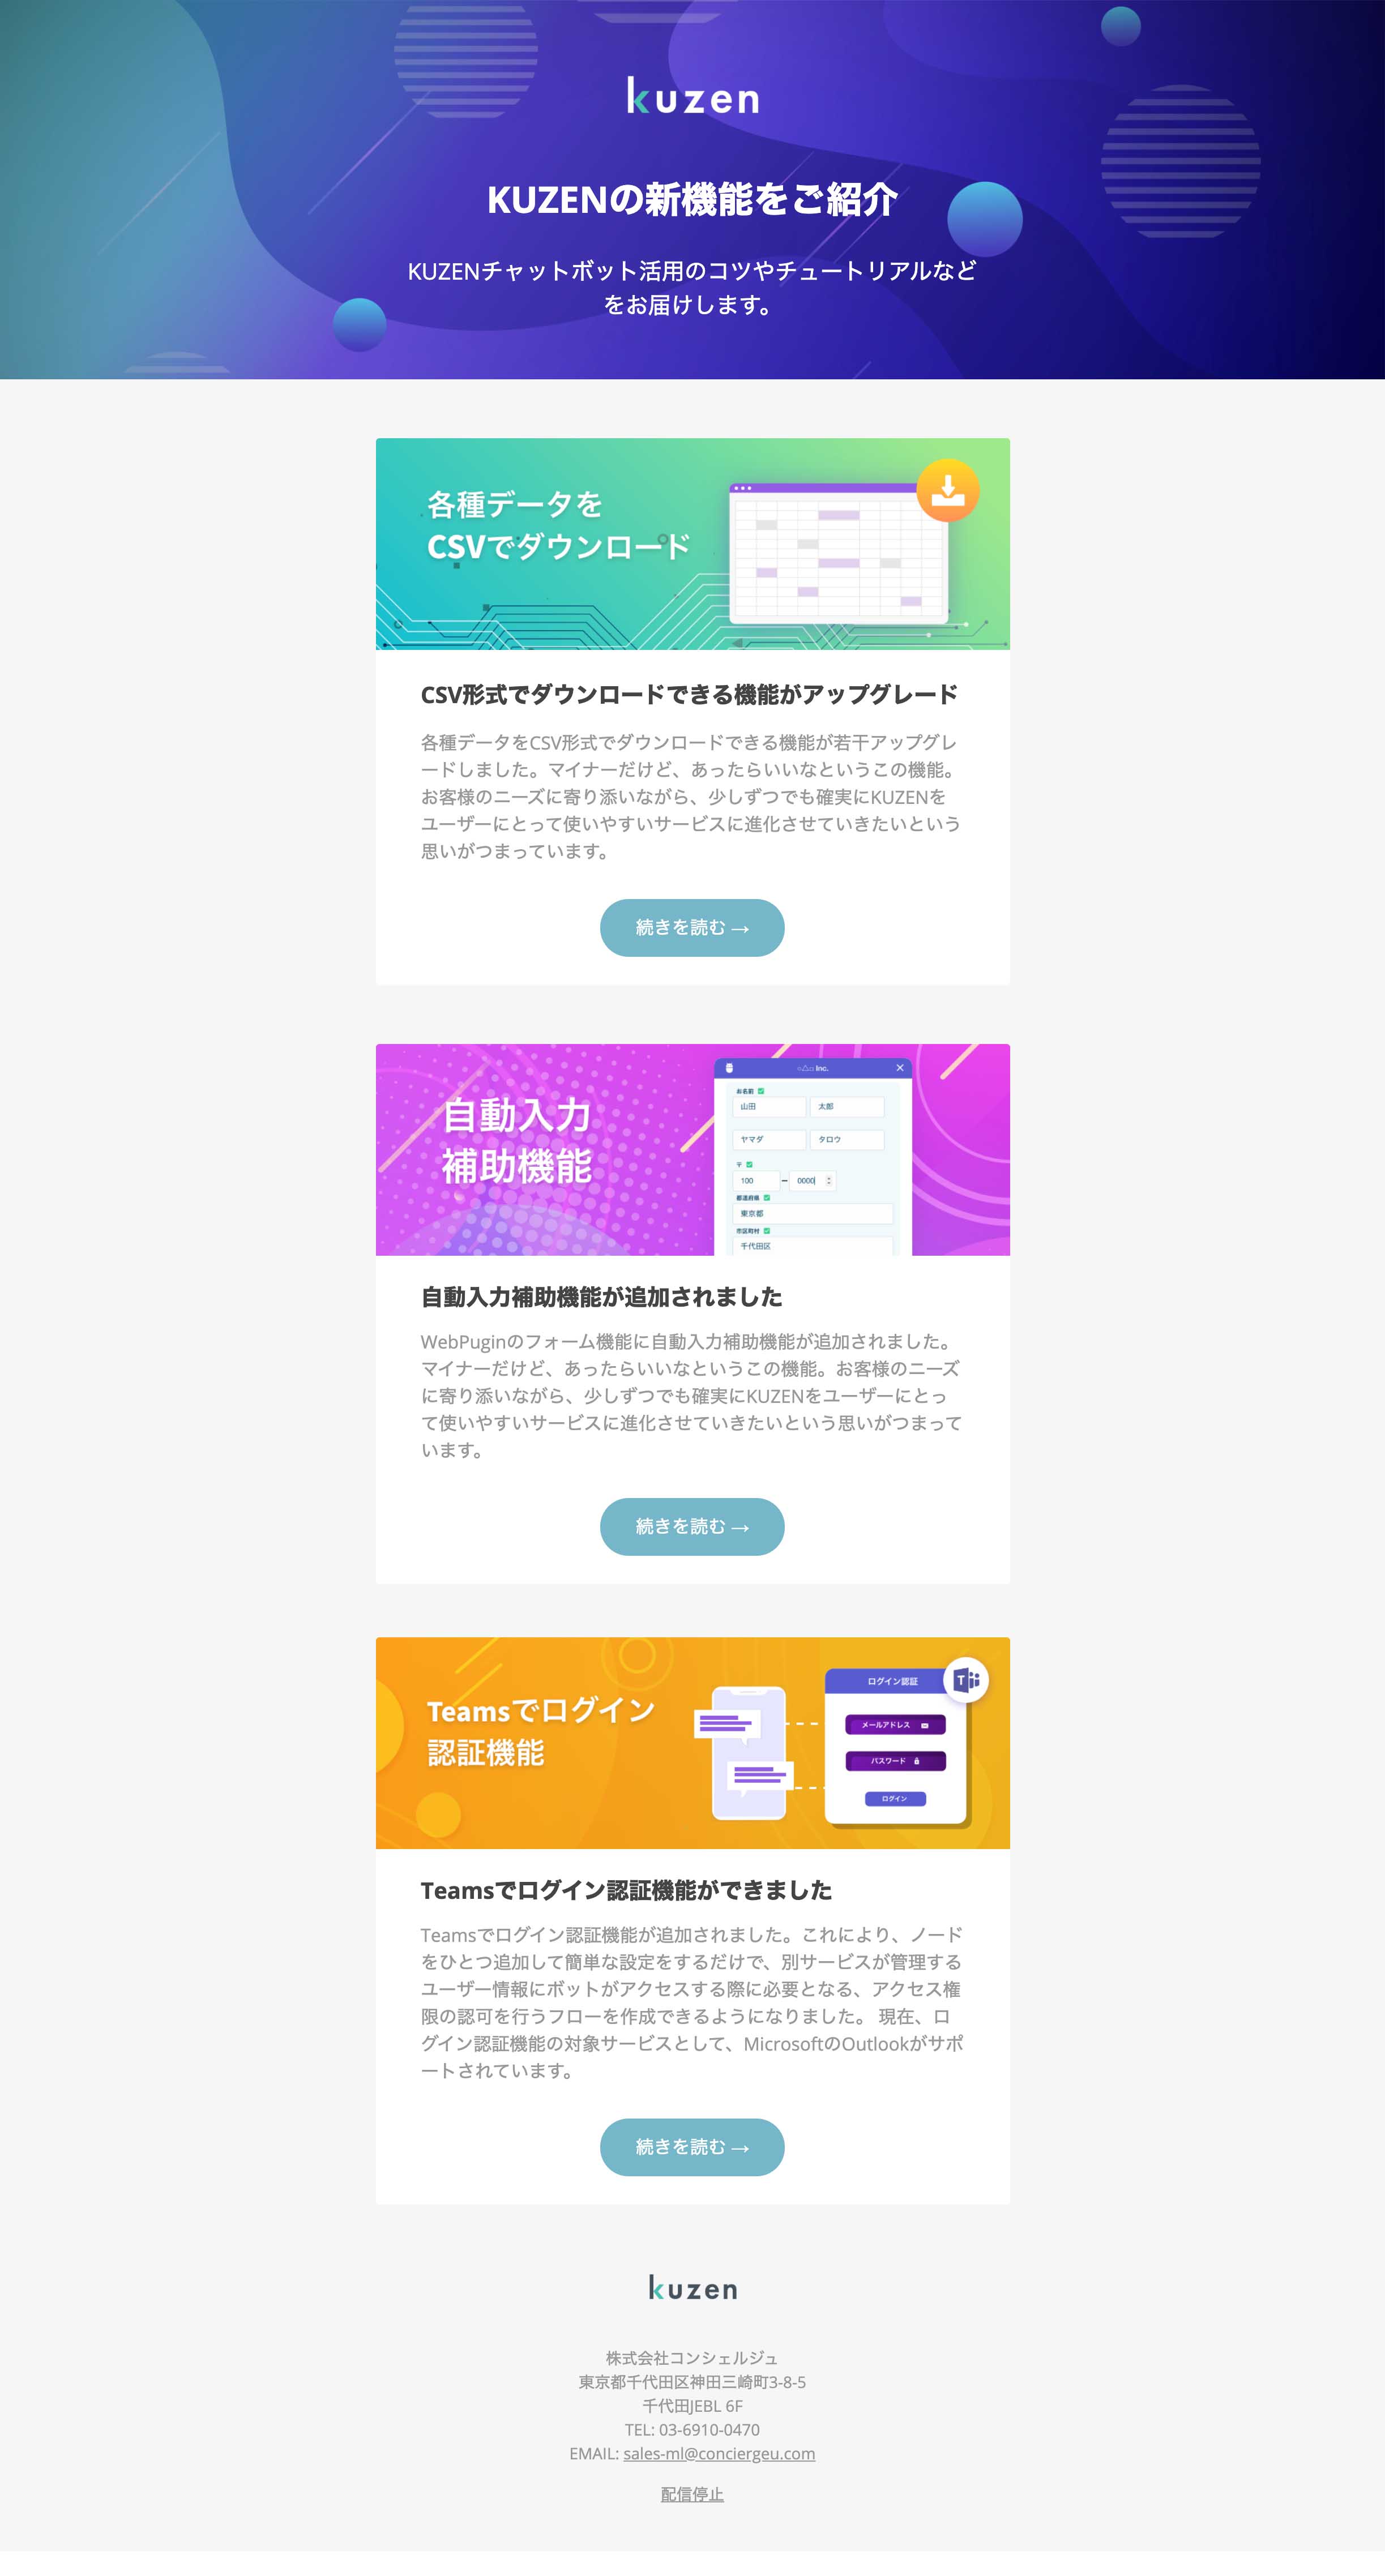 kuzen
KUZENの新機能をご紹介
KUZENチャットボット活用のコツやチュートリアルなど
をお届けします。
各種データを
CSVでダウンロード
CSV形式でダウンロードできる機能がアップグレード
各種データをCSV形式でダウンロードできる機能が若干アップグレ
ードしました。マイナーだけど、あったらいいなというこの機能。
お客様のニーズに寄り添いながら、少しずつでも確実にKUZENを
ユーザーにとって使いやすいサービスに進化させていきたいという
思いがつまっています。
続きを読む →
自動入力
補助機能
○△□ Inc.
お名前
山田 太郎
ヤマダ タロウ
〒
100 - 0000
都道府県
東京都
市区町村
千代田区
自動入力補助機能が追加されました
WebPuginのフォーム機能に自動入力補助機能が追加されました。
マイナーだけど、あったらいいなというこの機能。お客様のニーズ
に寄り添いながら、少しずつでも確実にKUZENをユーザーにとっ
て使いやすいサービスに進化させていきたいという思いがつまって
います。
続きを読む →
Teamsでログイン
認証機能
ログイン認証
T
メールアドレス
パスワード
ログイン
Teamsでログイン認証機能ができました
Teamsでログイン認証機能が追加されました。これにより、ノード
をひとつ追加して簡単な設定をするだけで、別サービスが管理する
ユーザー情報にボットがアクセスする際に必要となる、アクセス権
限の認可を行うフローを作成できるようになりました。 現在、ロ
グイン認証機能の対象サービスとして、MicrosoftのOutlookがサポ
ートされています。
続きを読む →
kuzen
株式会社コンシェルジュ
東京都千代田区神田三崎町3-8-5
千代田JEBL 6F
TEL: 03-6910-0470
EMAIL: sales-ml@conciergeu.com
配信停止